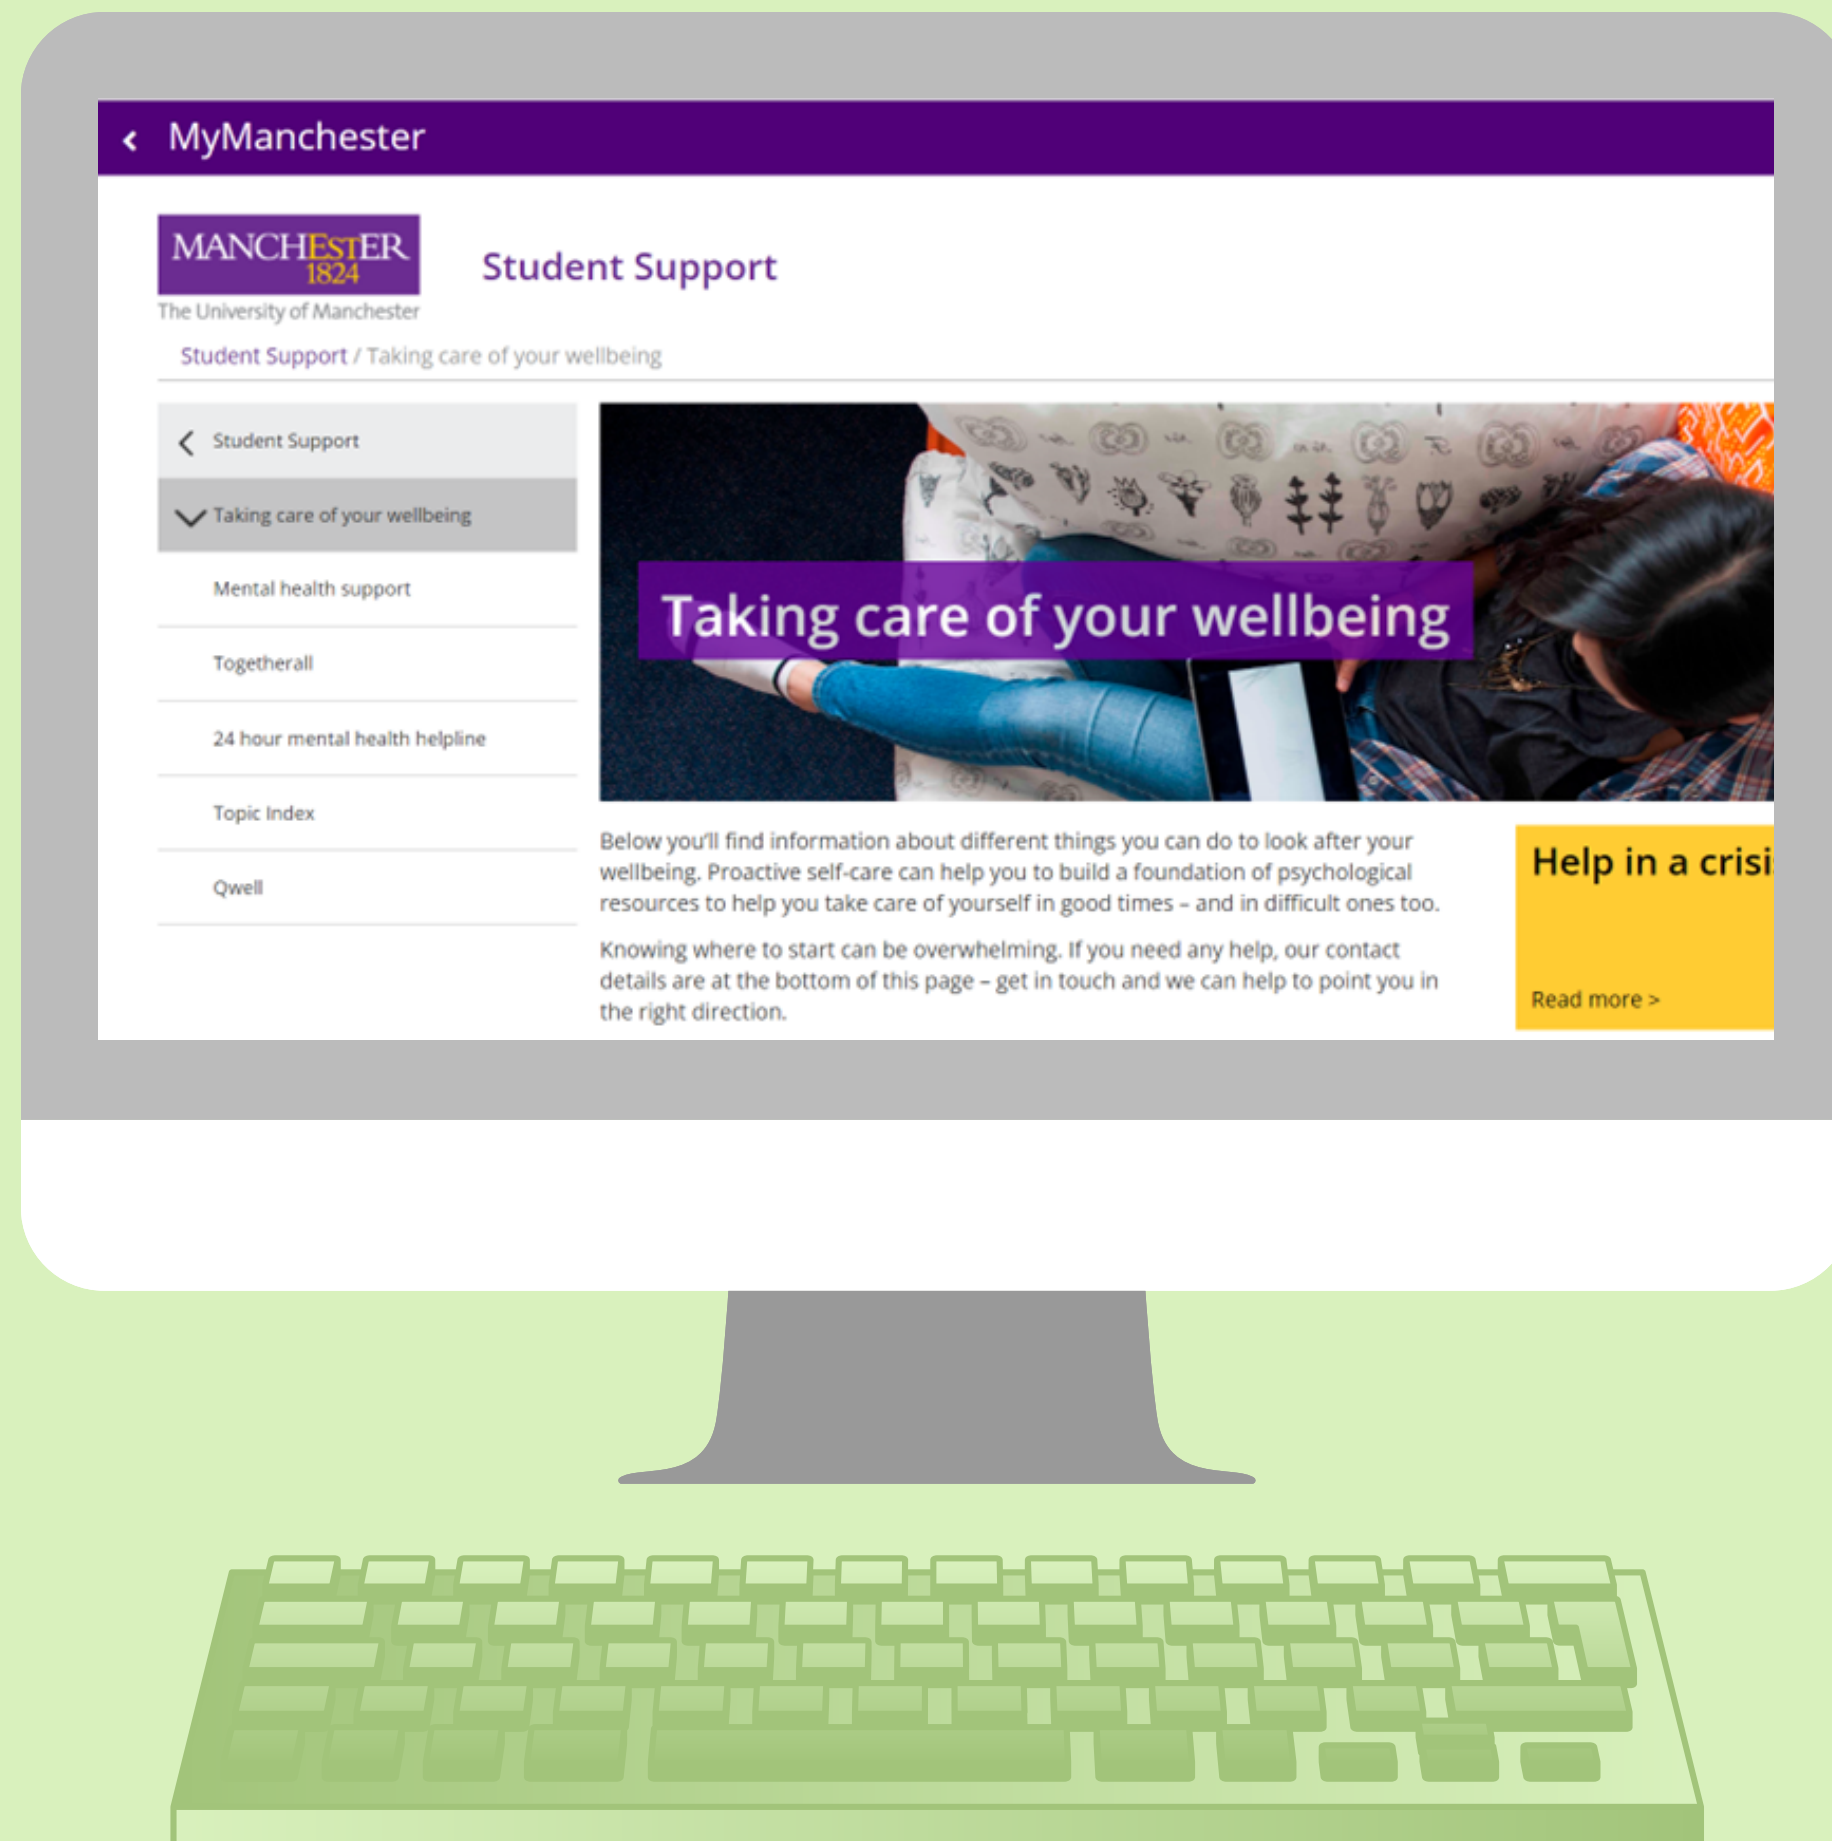 MyManchester
MANCHESTER
1824
The University of Manchester
Student Support
Student Support / Taking care of your wellbeing
Student Support
Taking care of your wellbeing
Mental health support
Togetherall
24 hour mental health helpline
Topic Index
Qwell
Taking care of your wellbeing
Below you'll find information about different things you can do to look after your
wellbeing. Proactive self-care can help you to build a foundation of psychological
resources to help you take care of yourself in good times – and in difficult ones too.
Knowing where to start can be overwhelming. If you need any help, our contact
details are at the bottom of this page – get in touch and we can help to point you in
the right direction.
Help in a crisi
Read more >